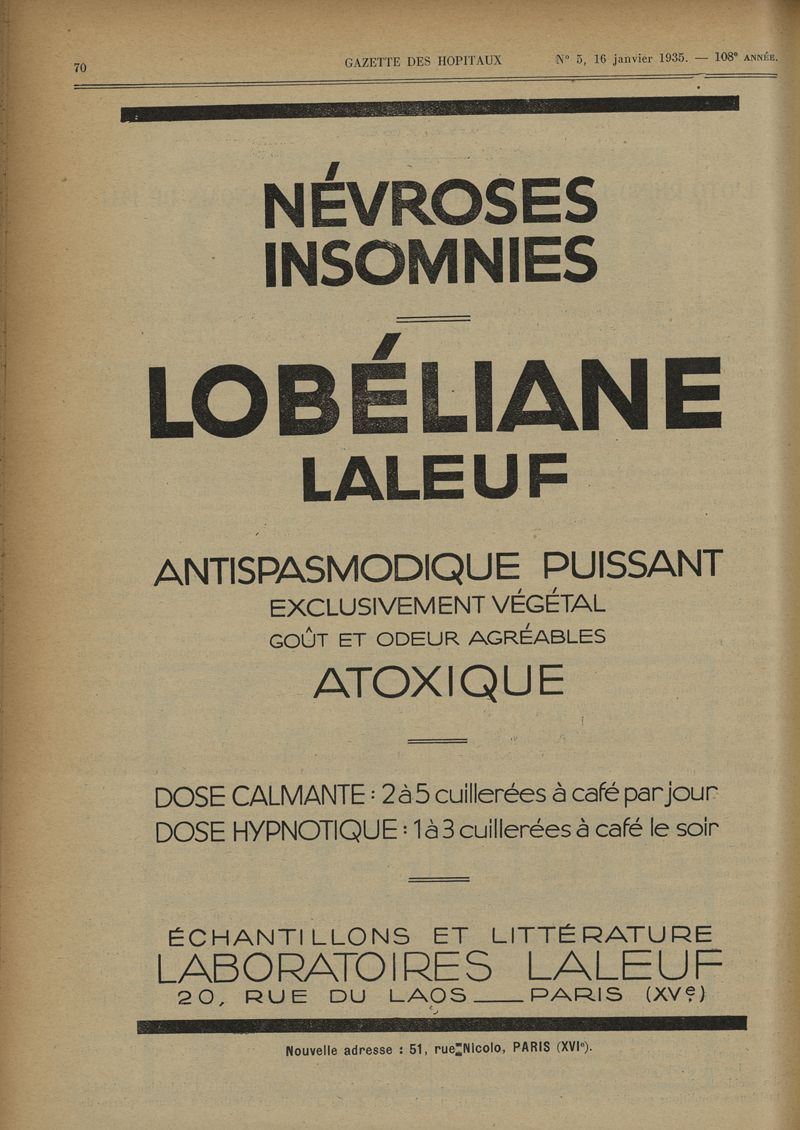 70
GAZETTE DES HOPITAUX
N° 5, 16 janvier 1935. — 108e ANNÉE.
NÉVROSES
INSOMNIES
LOBÉLIANE
LALEUF
ANTISPASMODIQUE PUISSANT
EXCLUSIVEMENT VÉGÉTAL
GOÛT ET ODEUR AGRÉABLES
ATOXIQUE
DOSE CALMANTE : 2 à 5 cuillerées à café par jour
DOSE HYPNOTIQUE : 1 à 3 cuillerées à café le soir
ÉCHANTILLONS ET LITTÉRATURE
LABORATOIRES LALEUF
20, RUE DU LAOS — PARIS (XVe)
Nouvelle adresse : 51, rue Nicolo, PARIS (XVIe).